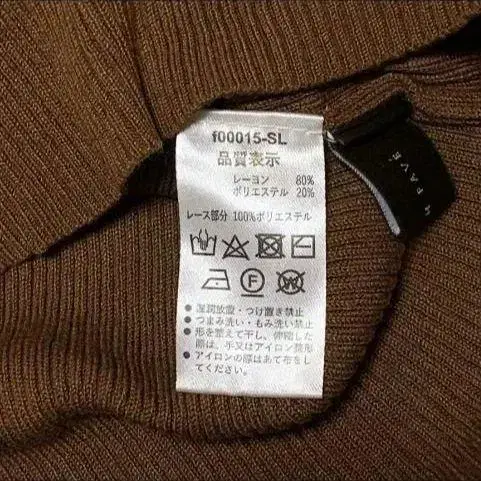 f00015-SL
品質表示
レーヨン 80%
ポリエステル 20%
レース部分 100%ポリエステル
F W
● 湿潤放置・つけ置き禁止
● つまみ洗い・もみ洗い禁止
● 形を整えて干し、伸縮した
際は、手又はアイロン整形
● アイロンの際はあて布をし
てください。
PAVÉ